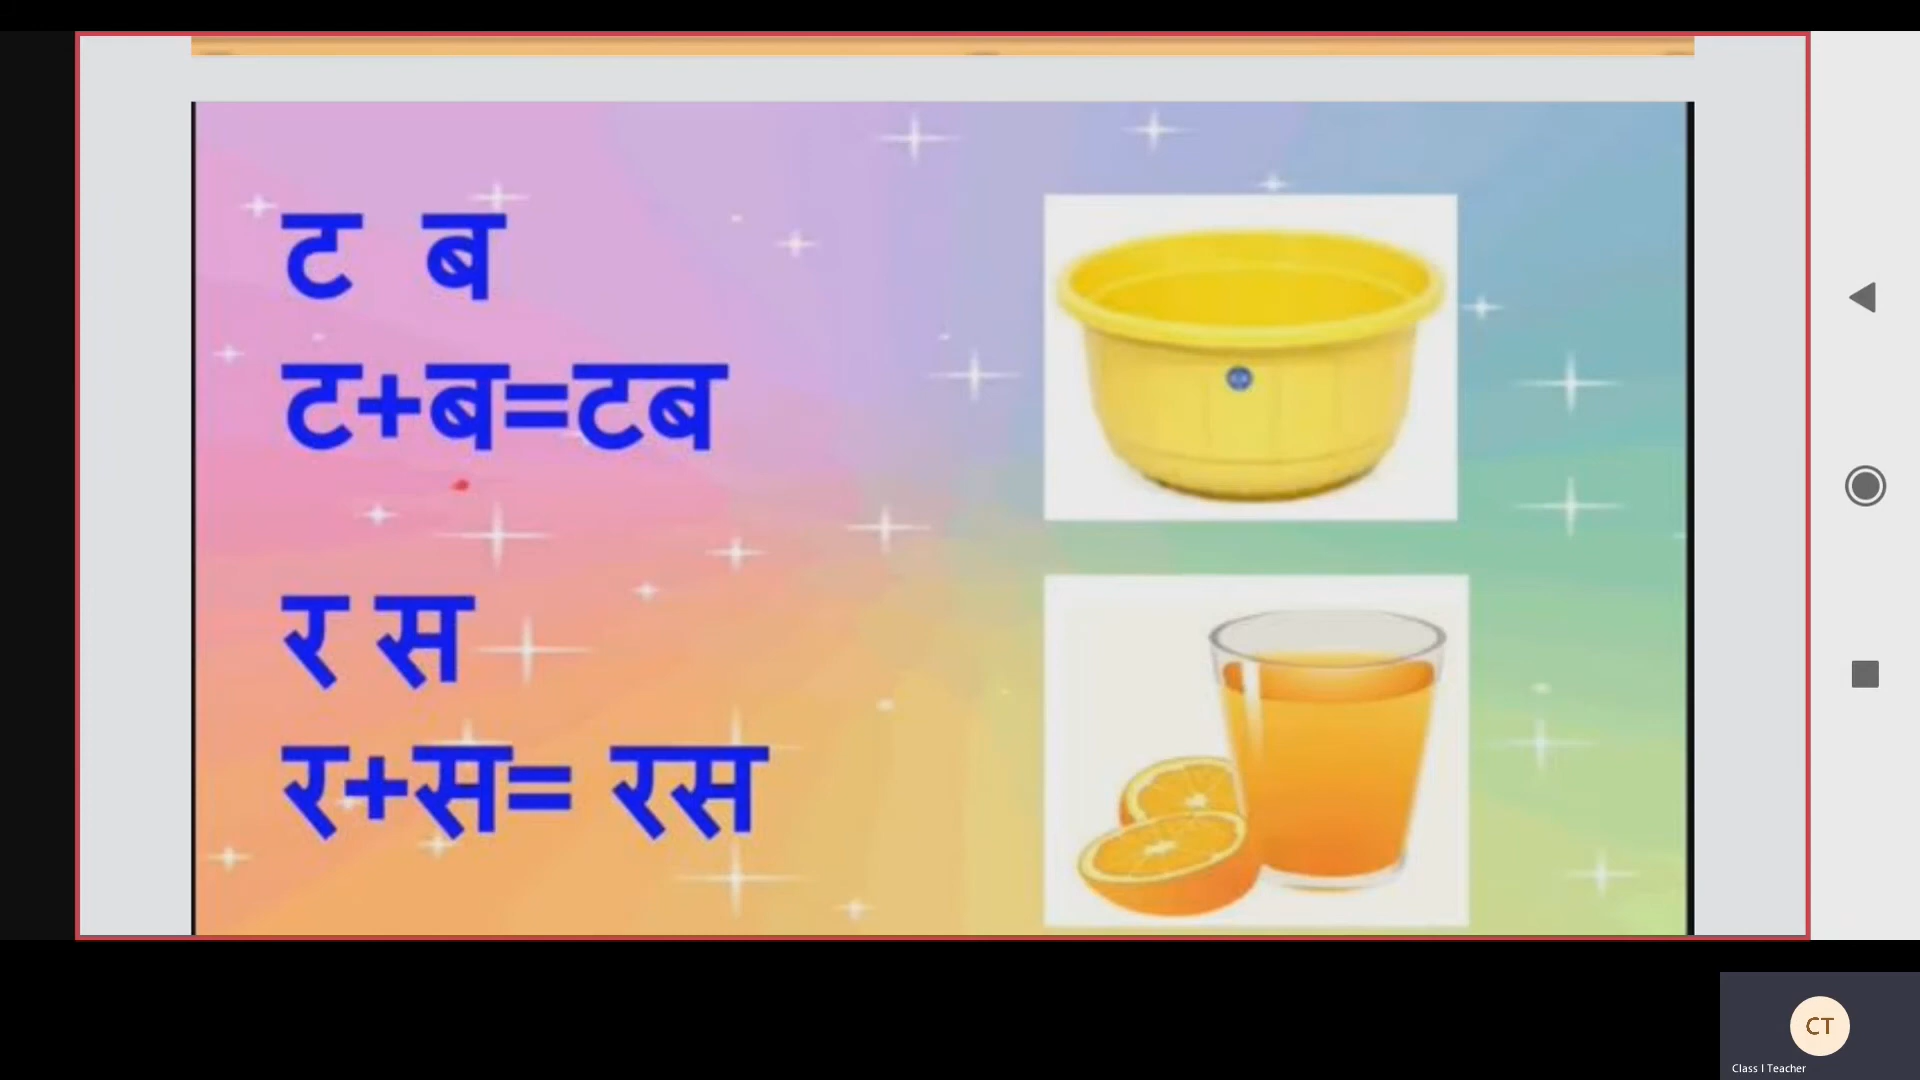 ट ब
ट+ब=टब
र स
र+स= रस
CT
Class I Teacher